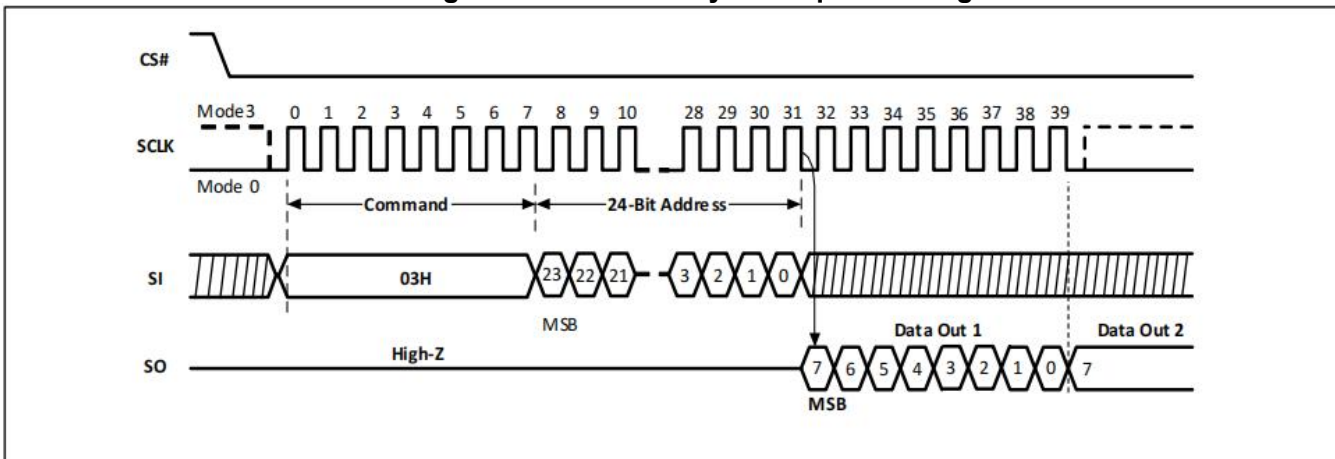 CS#
Mode3 0 1 2 3 4 5 6 7 8 9 10 28 29 30 31 32 33 34 35 36 37 38 39
SCLK
Mode 0
Command 24-Bit Address
SI 03H 23 22 21 3 2 1 0
MSB Data Out 1 Data Out 2
High-Z
SO 7 6 5 4 3 2 1 0 7
MSB